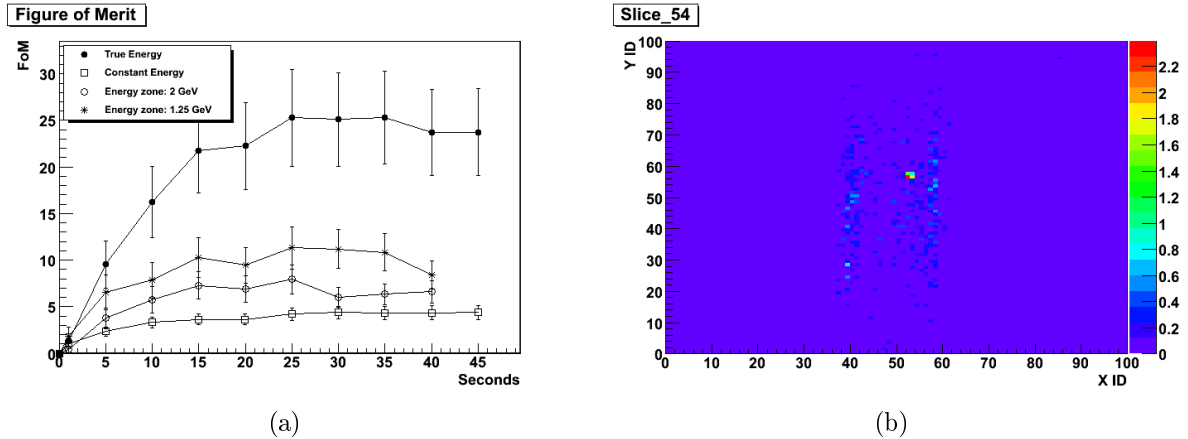 Figure of Merit
FoM
True Energy
Constant Energy
Energy zone: 2 GeV
Energy zone: 1.25 GeV
30
25
20
15
10
5
0
0 5 10 15 20 25 30 35 40 45
Seconds
(a)
Slice_54
Y ID
100
90
80
70
60
50
40
30
20
10
0
0 10 20 30 40 50 60 70 80 90 100
X ID
2.2
2
1.8
1.6
1.4
1.2
1
0.8
0.6
0.4
0.2
0
(b)